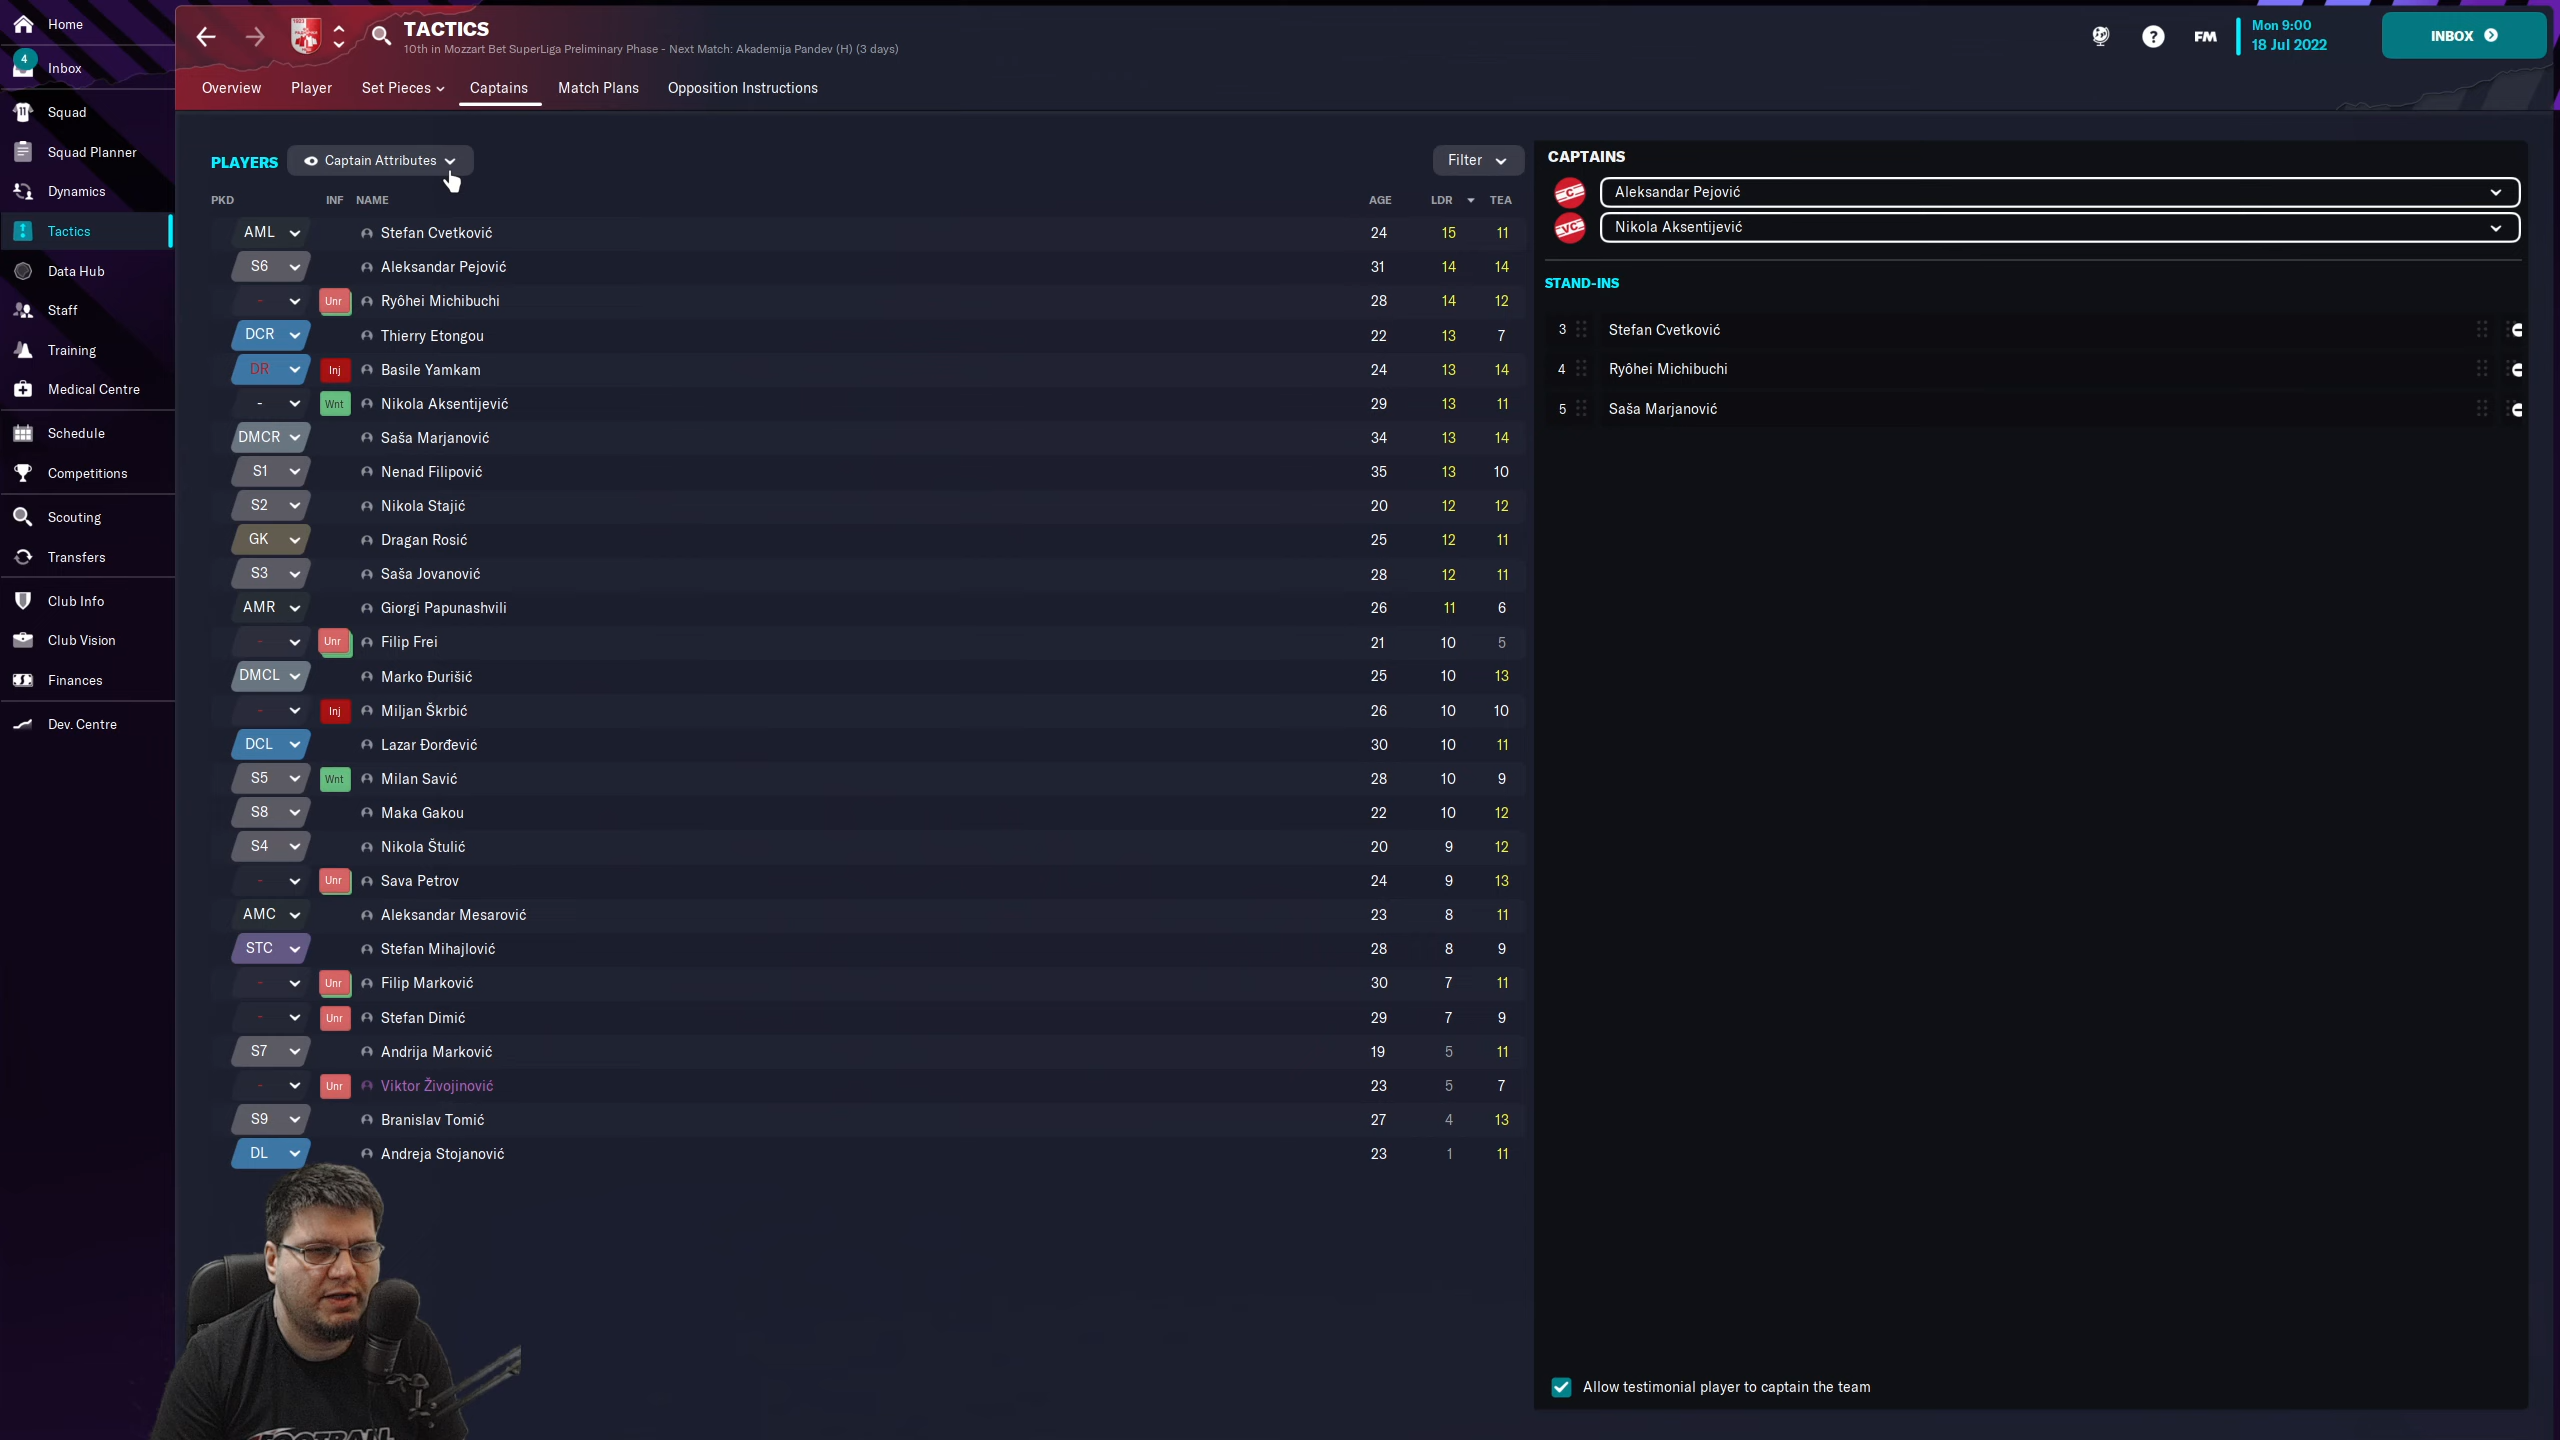 Home
4
Inbox
Squad
Squad Planner
Dynamics
Tactics
Data Hub
Staff
Training
Medical Centre
Schedule
Competitions
Scouting
Transfers
Club Info
Club Vision
Finances
Dev. Centre
TACTICS
10th in Mozzart Bet SuperLiga Preliminary Phase - Next Match: Akademija Pandev (H) (3 days)
FM
Mon 9:00
18 Jul 2022
INBOX
Overview Player Set Pieces Captains Match Plans Opposition Instructions
PLAYERS Captain Attributes Filter
PKD INF NAME AGE LDR TEA
AML Stefan Cvetković 24 15 11
S6 Aleksandar Pejović 31 14 14
- Unr Ryôhei Michibuchi 28 14 12
DCR Thierry Etongou 22 13 7
DR Inj Basile Yamkam 24 13 14
- Wnt Nikola Aksentijević 29 13 11
DMCR Saša Marjanović 34 13 14
S1 Nenad Filipović 35 13 10
S2 Nikola Stajić 20 12 12
GK Dragan Rosić 25 12 11
S3 Saša Jovanović 28 12 11
AMR Giorgi Papunashvili 26 11 6
- Unr Filip Frei 21 10 5
DMCL Marko Đurišić 25 10 13
- Inj Miljan Škrbić 26 10 10
DCL Lazar Đorđević 30 10 11
S5 Wnt Milan Savić 28 10 9
S8 Maka Gakou 22 10 12
S4 Nikola Štulić 20 9 12
- Unr Sava Petrov 24 9 13
AMC Aleksandar Mesarović 23 8 11
STC Stefan Mihajlović 28 8 9
- Unr Filip Marković 30 7 11
- Unr Stefan Dimić 29 7 9
S7 Andrija Marković 19 5 11
- Unr Viktor Živojinović 23 5 7
S9 Branislav Tomić 27 4 13
DL Andreja Stojanović 23 1 11
CAPTAINS
C Aleksandar Pejović
VC Nikola Aksentijević
STAND-INS
3 Stefan Cvetković
4 Ryôhei Michibuchi
5 Saša Marjanović
Allow testimonial player to captain the team